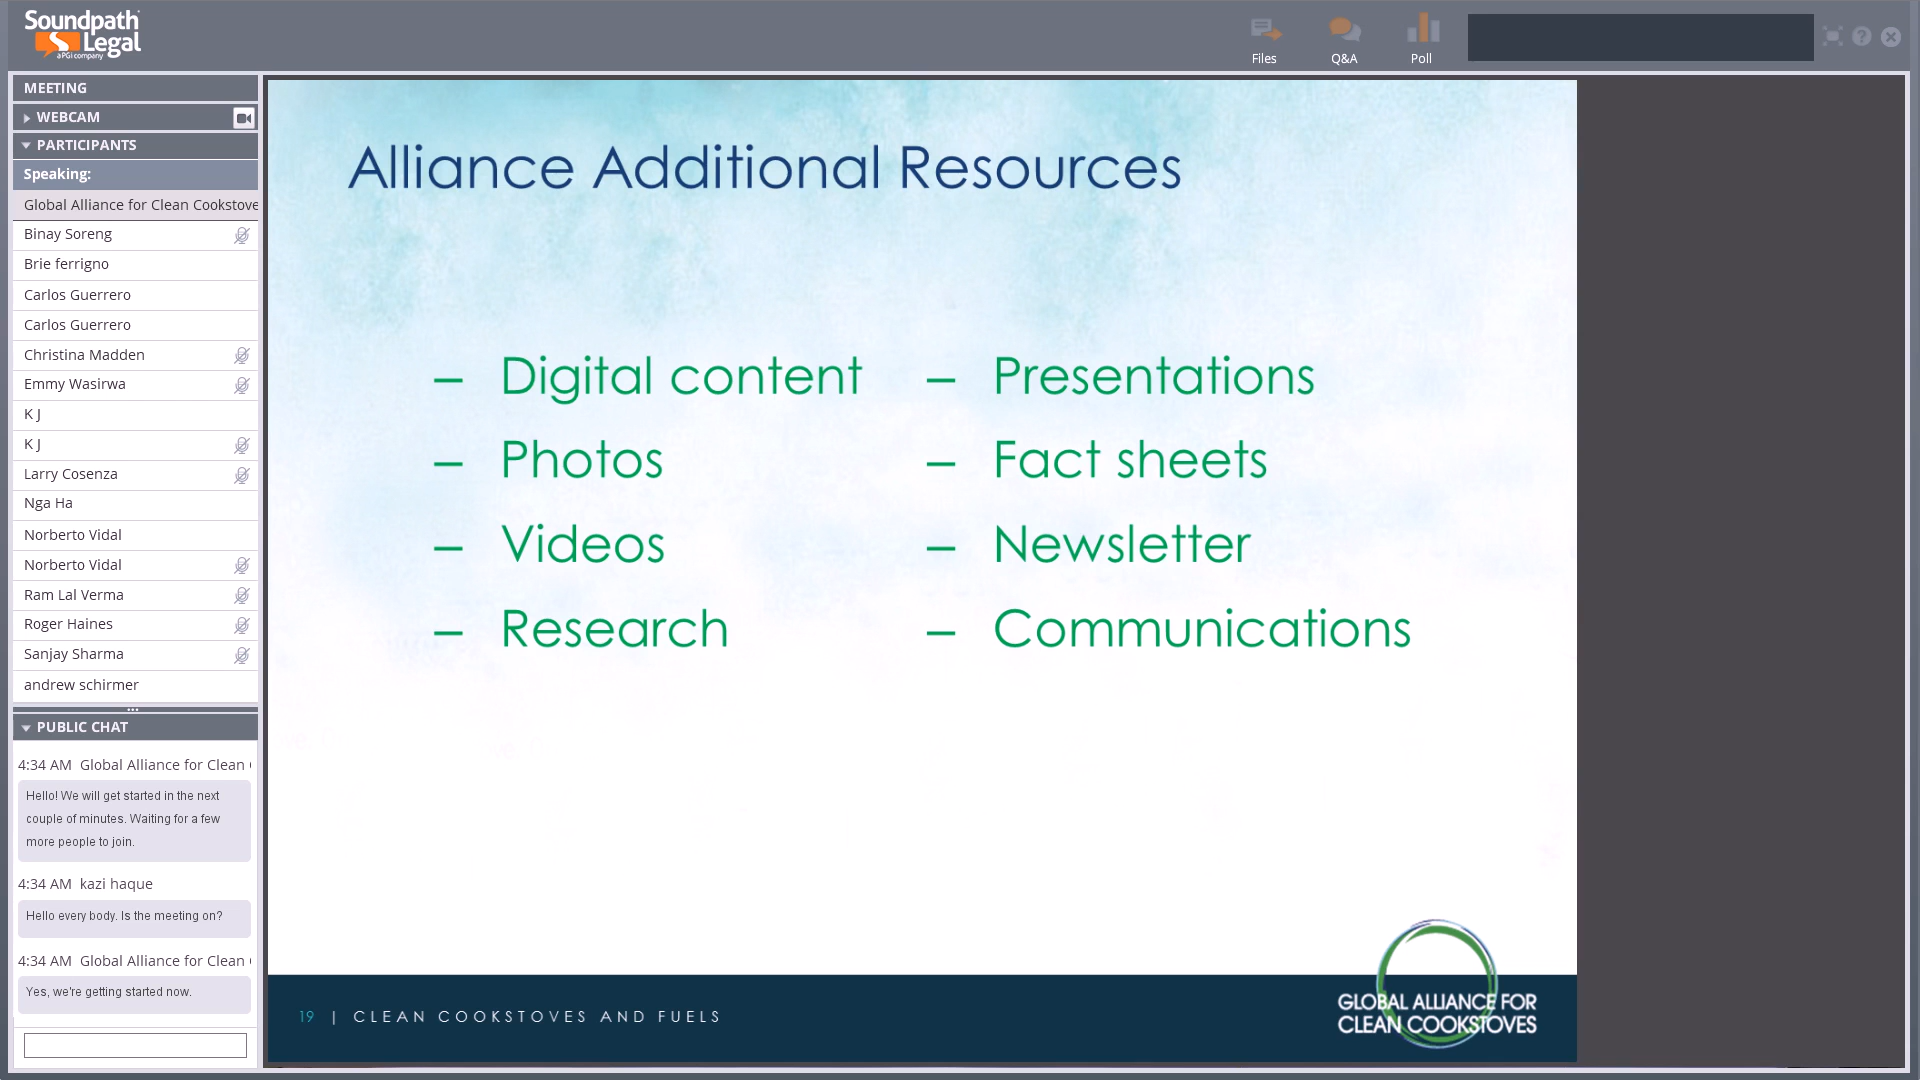 Soundpath
Legal
a PGi company
Files
Q&A
Poll
MEETING
WEBCAM
PARTICIPANTS
Speaking:
Global Alliance for Clean Cookstove
Binay Soreng
Brie ferrigno
Carlos Guerrero
Carlos Guerrero
Christina Madden
Emmy Wasirwa
K J
K J
Larry Cosenza
Nga Ha
Norberto Vidal
Norberto Vidal
Ram Lal Verma
Roger Haines
Sanjay Sharma
andrew schirmer
PUBLIC CHAT
4:34 AM Global Alliance for Clean
Hello! We will get started in the next
couple of minutes. Waiting for a few
more people to join.
4:34 AM kazi haque
Hello every body. Is the meeting on?
4:34 AM Global Alliance for Clean
Yes, we're getting started now.
Alliance Additional Resources
– Digital content
– Photos
– Videos
– Research
– Presentations
– Fact sheets
– Newsletter
– Communications
19 | CLEAN COOKSTOVES AND FUELS
GLOBAL ALLIANCE FOR
CLEAN COOKSTOVES